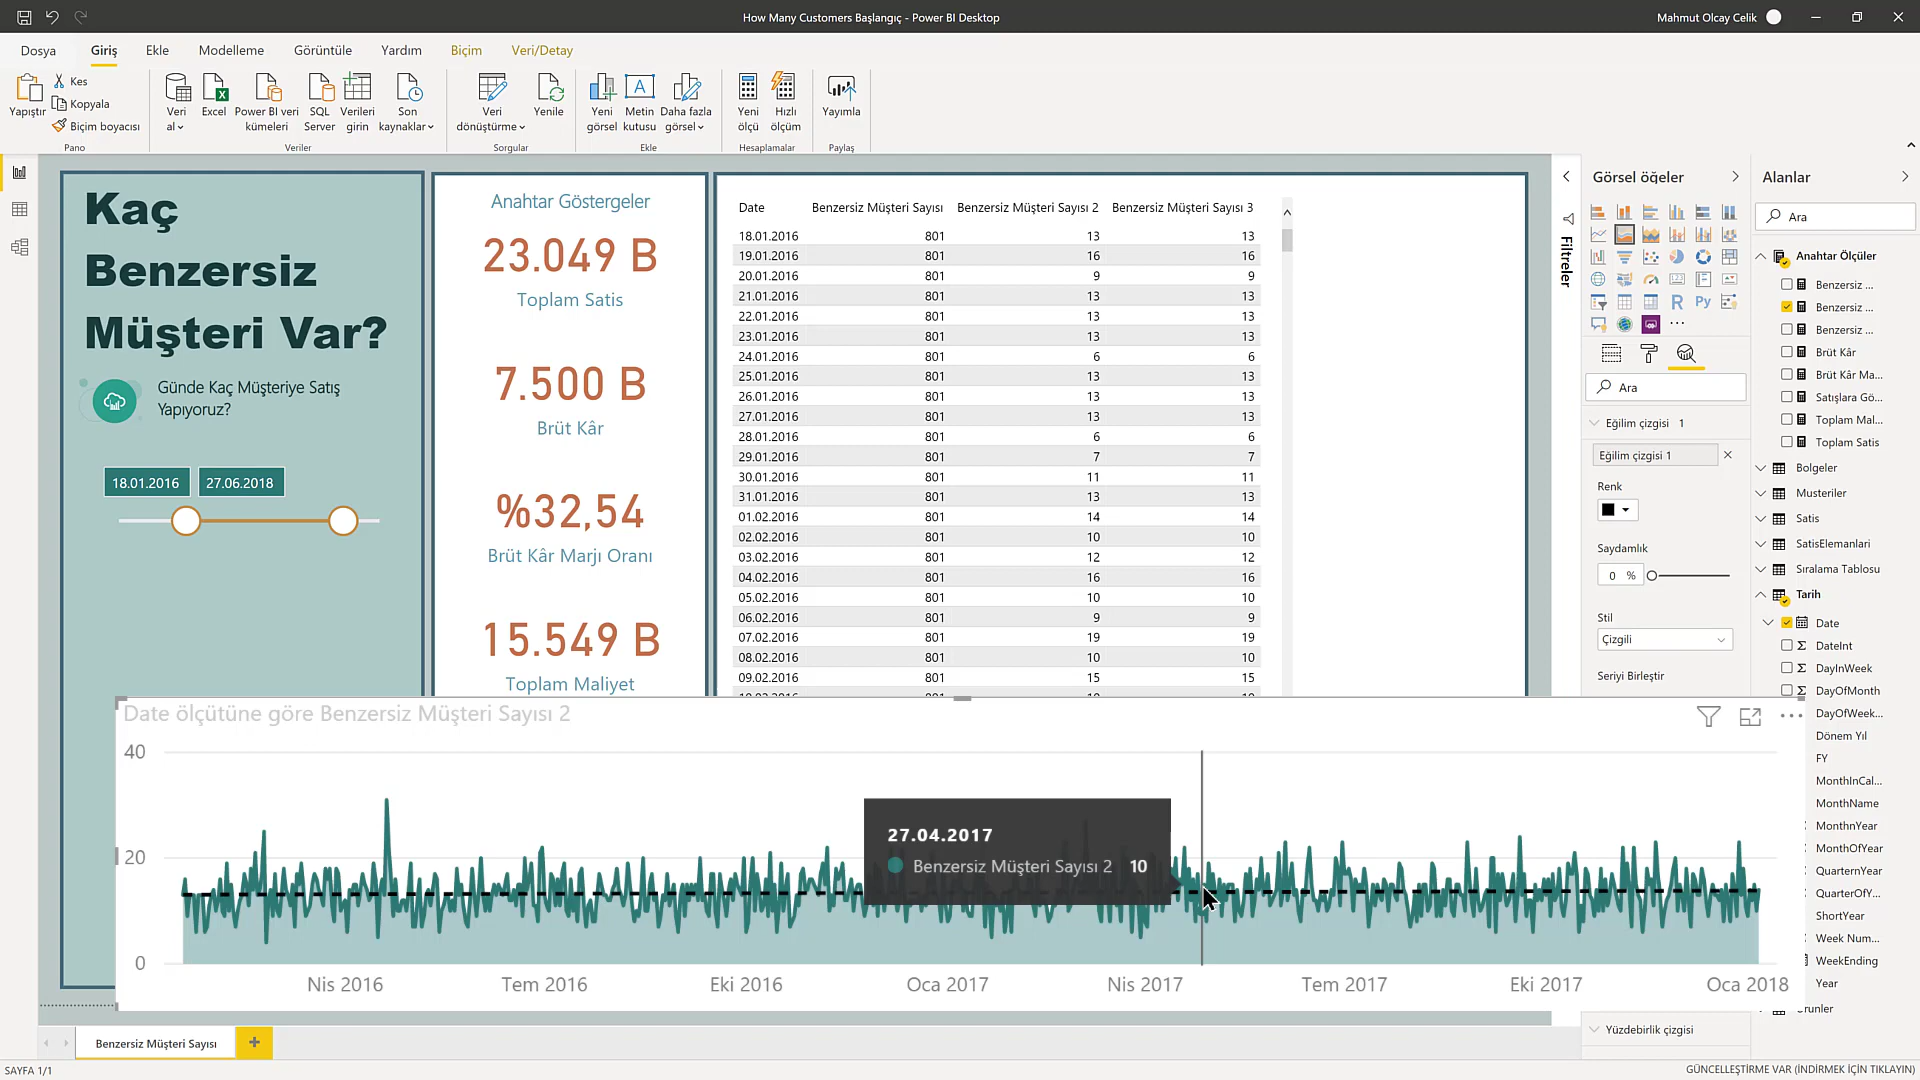 How Many Customers Başlangıç - Power BI Desktop
Mahmut Olcay Celik
Dosya
Giriş
Ekle
Modelleme
Görüntüle
Yardım
Biçim
Veri/Detay
Yapıştır
Kes
Kopyala
Biçim boyacısı
Pano
Veri
al
Excel
Power BI veri
kümeleri
SQL
Server
Verileri
girin
Son
kaynaklar
Veriler
Veri
dönüştürme
Yenile
Sorgular
Yeni
görsel
Metin
kutusu
Daha fazla
görsel
Ekle
Yeni
ölçü
Hızlı
ölçüm
Hesaplamalar
Yayımla
Paylaş
Kaç
Benzersiz
Müşteri Var?
Günde Kaç Müşteriye Satış
Yapıyoruz?
18.01.2016
27.06.2018
Anahtar Göstergeler
23.049 B
Toplam Satis
7.500 B
Brüt Kâr
%32,54
Brüt Kâr Marjı Oranı
15.549 B
Toplam Maliyet
Date Benzersiz Müşteri Sayısı Benzersiz Müşteri Sayısı 2 Benzersiz Müşteri Sayısı 3
18.01.2016 801 13 13
19.01.2016 801 16 16
20.01.2016 801 9 9
21.01.2016 801 13 13
22.01.2016 801 13 13
23.01.2016 801 13 13
24.01.2016 801 6 6
25.01.2016 801 13 13
26.01.2016 801 13 13
27.01.2016 801 13 13
28.01.2016 801 6 6
29.01.2016 801 7 7
30.01.2016 801 11 11
31.01.2016 801 13 13
01.02.2016 801 14 14
02.02.2016 801 10 10
03.02.2016 801 12 12
04.02.2016 801 16 16
05.02.2016 801 10 10
06.02.2016 801 9 9
07.02.2016 801 19 19
08.02.2016 801 10 10
09.02.2016 801 15 15
Date ölçütüne göre Benzersiz Müşteri Sayısı 2
40
20
0
27.04.2017
Benzersiz Müşteri Sayısı 2 10
Nis 2016
Tem 2016
Eki 2016
Oca 2017
Nis 2017
Tem 2017
Eki 2017
Oca 2018
Filtreler
Görsel öğeler
R
Py
Ara
Eğilim çizgisi 1
Eğilim çizgisi 1
Renk
Saydamlık
0 %
Stil
Çizgili
Seriyi Birleştir
Yüzdebirlik çizgisi
Alanlar
Ara
Anahtar Ölçüler
Benzersiz ...
Benzersiz ...
Benzersiz ...
Brüt Kâr
Brüt Kâr Ma...
Satışlara Gö...
Toplam Mal...
Toplam Satis
Bolgeler
Musteriler
Satis
SatisElemanlari
Sıralama Tablosu
Tarih
Date
DateInt
DayInWeek
DayOfMonth
DayOfWeek...
Dönem Yıl
FY
MonthInCal...
MonthName
MonthnYear
MonthOfYear
QuarternYear
QuarterOfY...
ShortYear
Week Num...
WeekEnding
Year
Benzersiz Müşteri Sayısı
SAYFA 1/1
GÜNCELLEŞTİRME VAR (İNDİRMEK İÇİN TIKLAYIN)